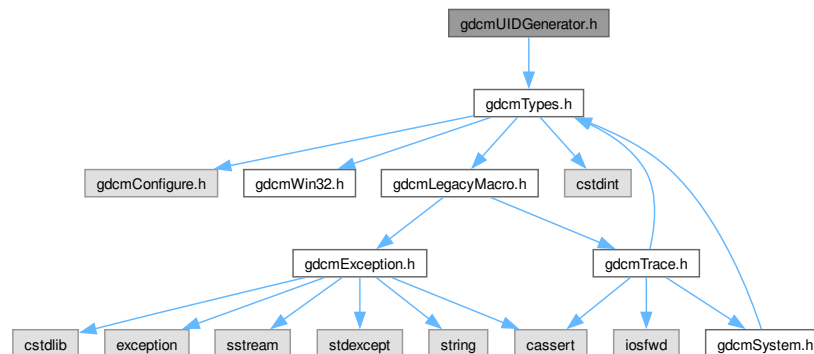 gdcmUIDGenerator.h
gdcmTypes.h
gdcmConfigure.h
gdcmWin32.h
gdcmLegacyMacro.h
cstdint
gdcmException.h
gdcmTrace.h
cstdlib
exception
sstream
stdexcept
string
cassert
iosfwd
gdcmSystem.h